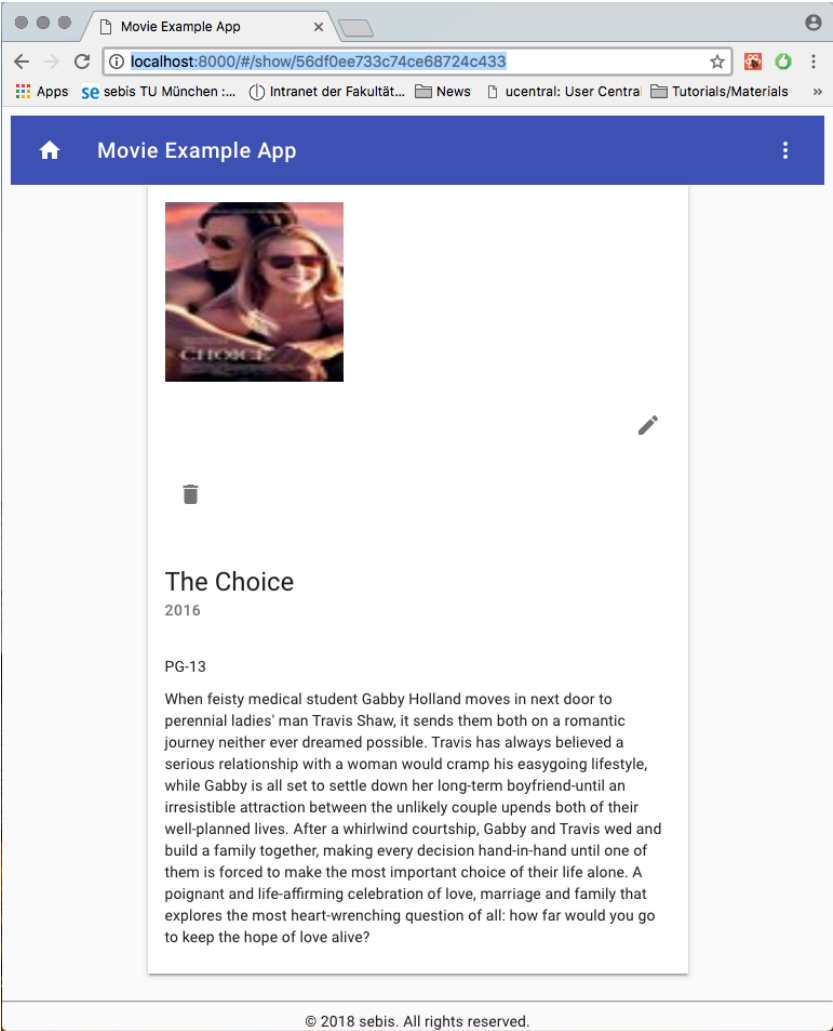 Movie Example App
localhost:8000/#/show/56df0ee733c74ce68724c433
Apps se sebis TU München :... Intranet der Fakultät... News ucentral: User Central Tutorials/Materials »
Movie Example App
CHOICE
The Choice
2016
PG-13
When feisty medical student Gabby Holland moves in next door to
perennial ladies' man Travis Shaw, it sends them both on a romantic
journey neither ever dreamed possible. Travis has always believed a
serious relationship with a woman would cramp his easygoing lifestyle,
while Gabby is all set to settle down her long-term boyfriend-until an
irresistible attraction between the unlikely couple upends both of their
well-planned lives. After a whirlwind courtship, Gabby and Travis wed and
build a family together, making every decision hand-in-hand until one of
them is forced to make the most important choice of their life alone. A
poignant and life-affirming celebration of love, marriage and family that
explores the most heart-wrenching question of all: how far would you go
to keep the hope of love alive?
© 2018 sebis. All rights reserved.